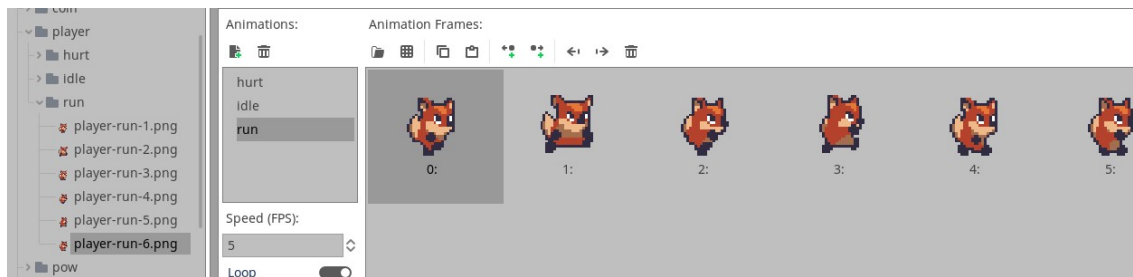 coin
player
hurt
idle
run
player-run-1.png
player-run-2.png
player-run-3.png
player-run-4.png
player-run-5.png
player-run-6.png
pow
Animations:
hurt
idle
run
Speed (FPS):
5
Loop
Animation Frames:
0: 1: 2: 3: 4: 5: